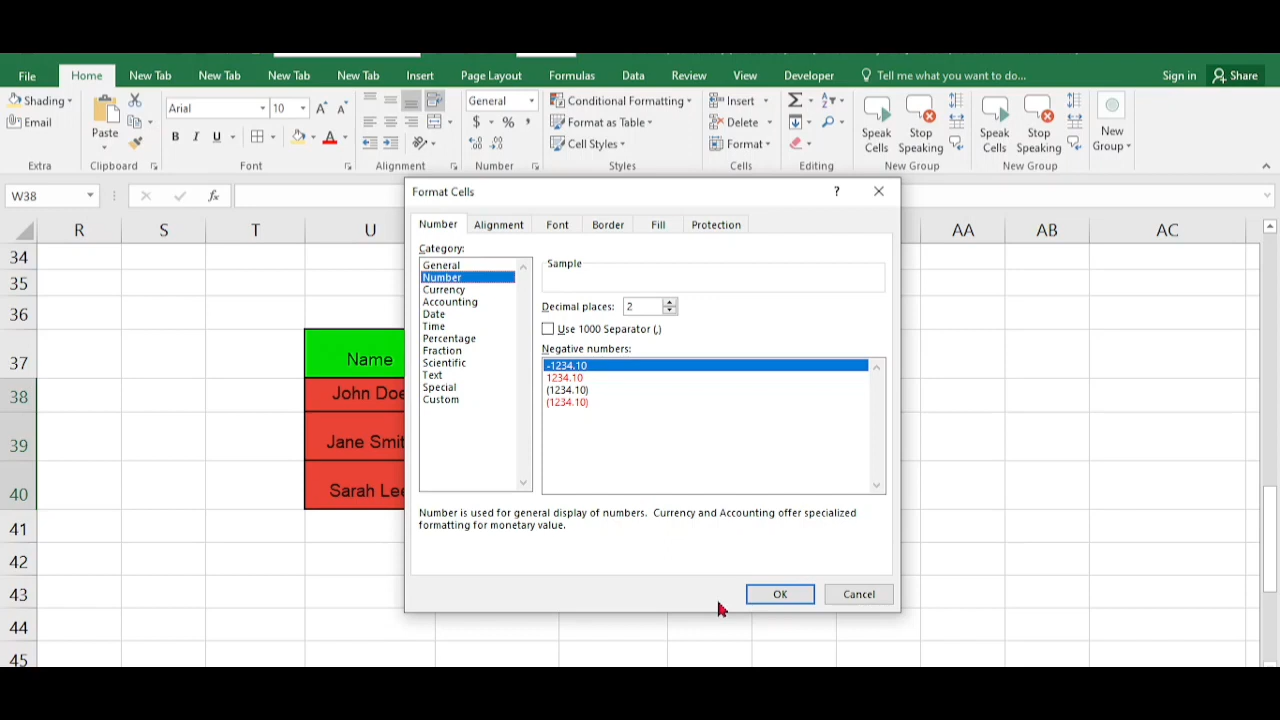 File Home New Tab New Tab New Tab New Tab Insert Page Layout Formulas Data Review View Developer Tell me what you want to do... Sign in Share
Shading Arial 10 General Conditional Formatting Insert
Email Paste B I U A $ % , Format as Table Delete Speak Cells Stop Speaking Speak Cells Stop Speaking New Group
Cell Styles Format
Extra Clipboard Font Alignment Number Styles Cells Editing New Group New Group
W38 fx
Format Cells ? 
R S T U AA AB AC
Number Alignment Font Border Fill Protection
34
35
36
37 Name
38 John Doe
39 Jane Smit
40 Sarah Lee
41
42
43
44
45
Category:
General
Number
Currency
Accounting
Date
Time
Percentage
Fraction
Scientific
Text
Special
Custom
Sample
Decimal places: 2
Use 1000 Separator (,)
Negative numbers:
-1234.10
1234.10
(1234.10)
(1234.10)
Number is used for general display of numbers. Currency and Accounting offer specialized
formatting for monetary value.
OK Cancel